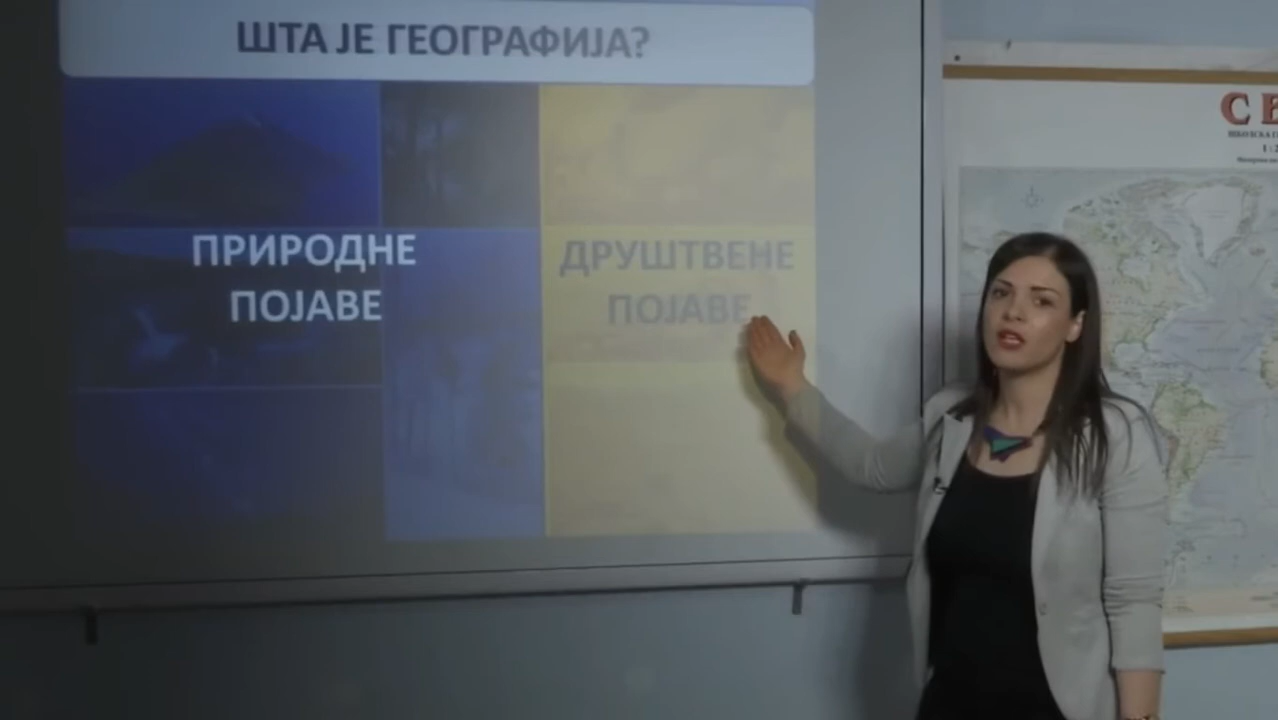 ШТА ЈЕ ГЕОГРАФИЈА?
ПРИРОДНЕ
ПОЈАВЕ
ДРУШТВЕНЕ
ПОЈАВЕ